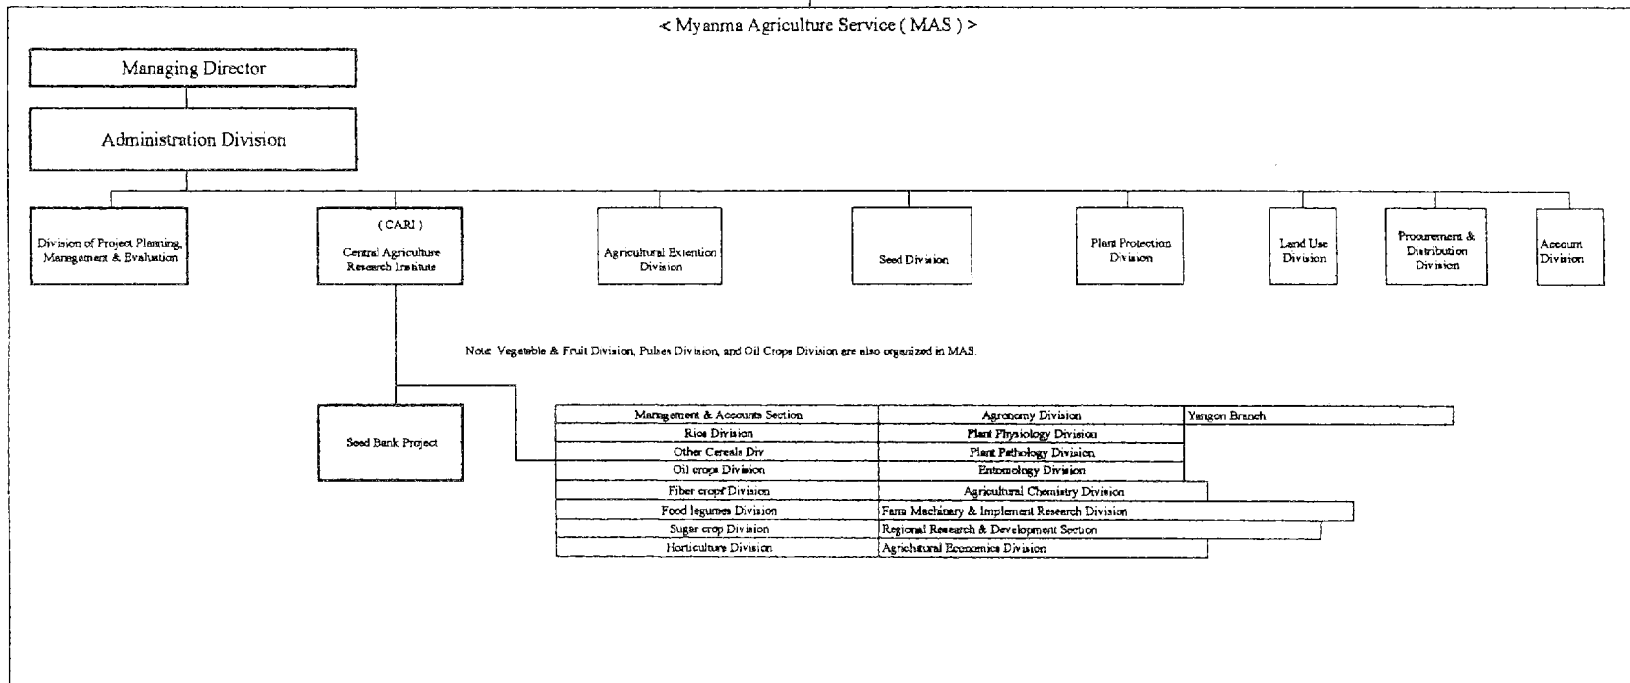 < Myanma Agriculture Service ( MAS ) >
Managing Director
Administration Division
Division of Project Planning,
Management & Evaluation
( CARI )
Central Agriculture
Research Institute
Agricultural Extention
Division
Seed Division
Plant Protection
Division
Land Use
Division
Procurement &
Distribution
Division
Account
Division
Note: Vegetable & Fruit Division, Pulses Division, and Oil Crops Division are also organized in MAS.
Seed Bank Project
Management & Accounts Section Agronomy Division Yangon Branch
Rice Division Plant Physiology Division
Other Cereals Div Plant Pathology Division
Oil crops Division Entomology Division
Fiber crops Division Agricultural Chemistry Division
Food legumes Division Farm Machinary & Implement Research Division
Sugar crop Division Regional Research & Development Section
Horticulture Division Economics Division